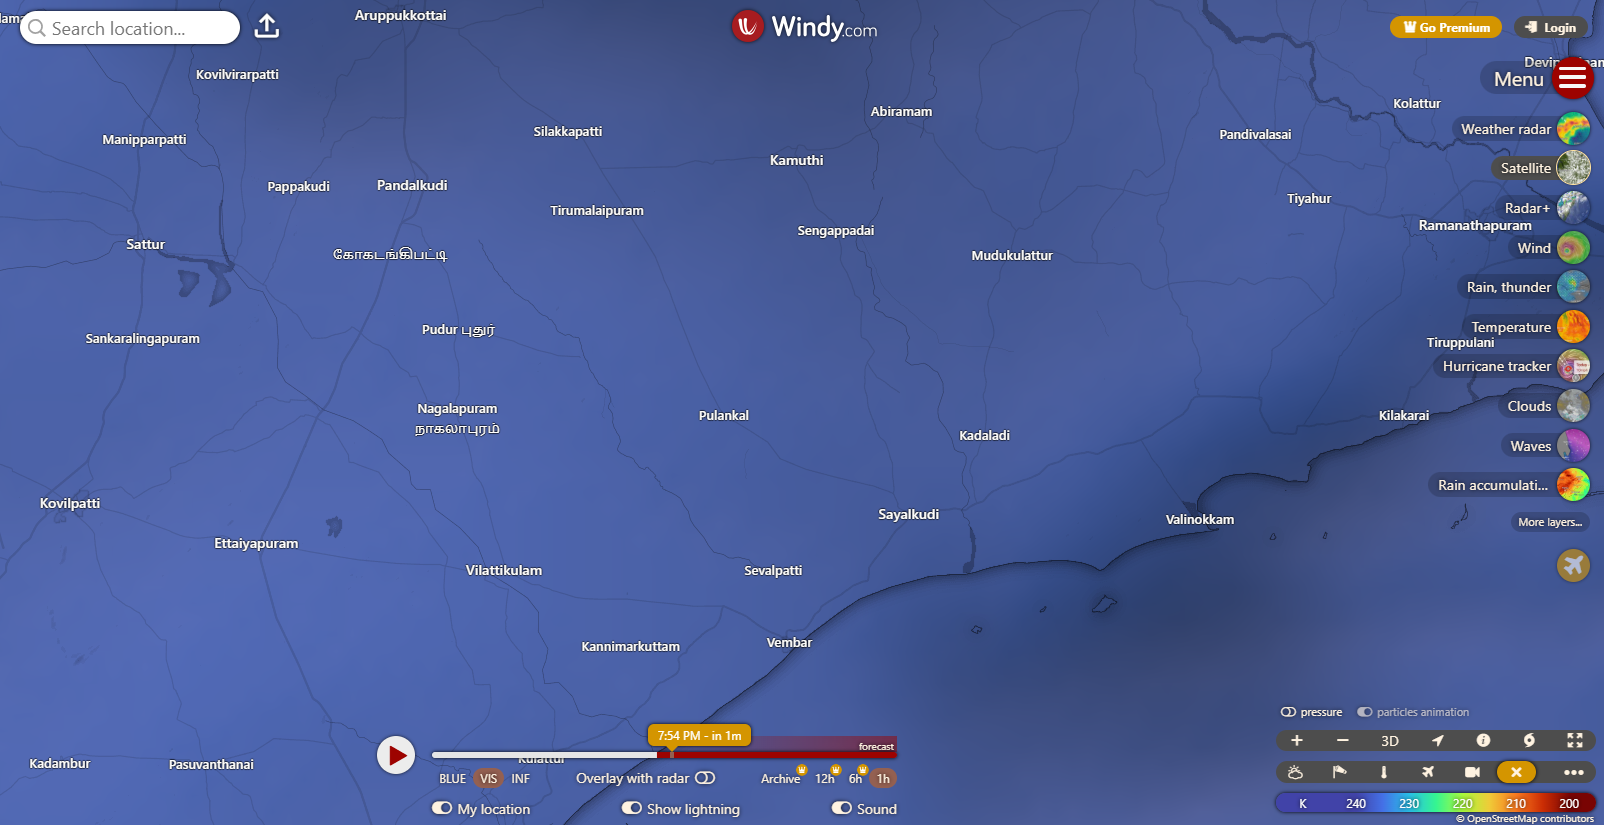 Aruppukkottai
Search location...
Windy.com
Go Premium
Login
Menu
Kovilvirarpatti
Kolattur
Abiramam
Weather radar
Silakkapatti
Pandivalasai
Manipparpatti
Kamuthi
Satellite
Pappakudi
Pandalkudi
Tiyahur
Tirumalaipuram
Radar+
Ramanathapuram
Sengappadai
Sattur
Wind
கோகடங்கிபட்டி
Mudukulattur
Rain, thunder
Pudur புதூர்
Temperature
Sankaralingapuram
Tiruppulani
Hurricane tracker
Nagalapuram
நாகலாபுரம்
Clouds
Pulankal
Kilakarai
Kadaladi
Waves
Rain accumulati...
Kovilpatti
Sayalkudi
Valinokkam
More layers...
Ettaiyapuram
Vilattikulam
Sevalpatti
Kannimarkuttam
Vembar
pressure
particles animation
7:54 PM - in 1m
forecast
3D
Kulattur
Kadambur
Pasuvanthanai
BLUE VIS INF
Overlay with radar
Archive 12h 6h 1h
My location
Show lightning
Sound
K 240 230 220 210 200
© OpenStreetMap contributors